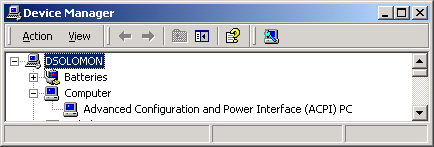 Device Manager
Action View
DSOLOMON
Batteries
Computer
Advanced Configuration and Power Interface (ACPI) PC